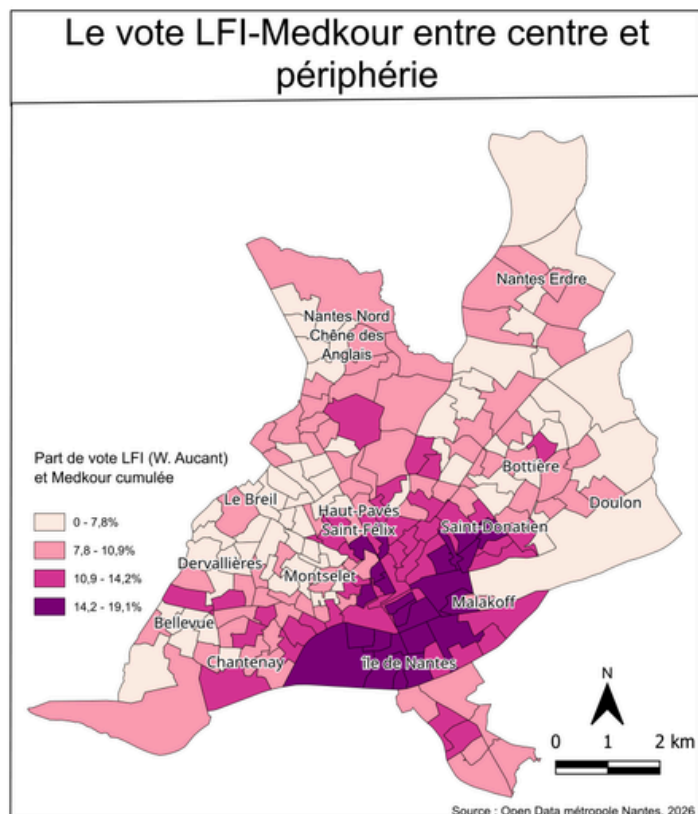 Le vote LFI-Medkour entre centre et
périphérie
Nantes Erdre
Nantes Nord
Chêne des
Anglais
Part de vote LFI (W. Aucant)
et Medkour cumulée
0 - 7,8%
7,8 - 10,9%
10,9 - 14,2%
14,2 - 19,1%
Bottière
Le Breil
Doulon
Haut-Pavés
Saint-Félix
Saint-Donatien
Dervallières
Montselet
Malakoff
Bellevue
Chantenay
Île de Nantes
N
0 1 2 km
Source : Open Data métropole Nantes, 2026